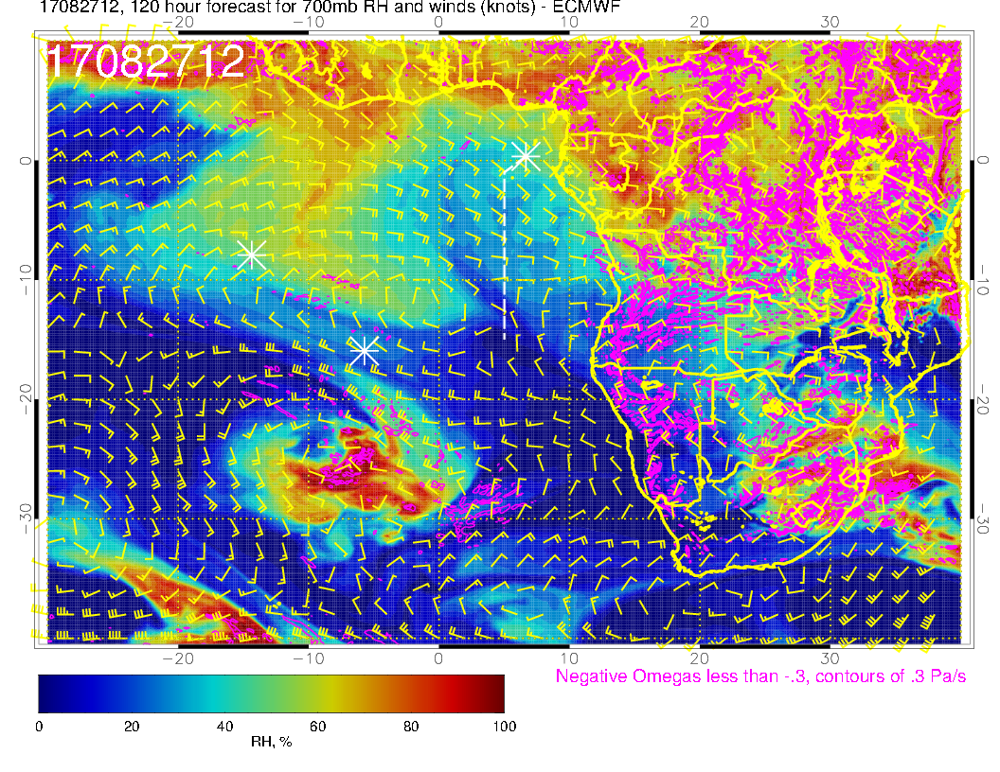 17082712, 120 hour forecast for 700mb RH and winds (knots) - ECMWF
−20 −10 0 10 20 30
17082712
0 0
−10 −10
−20 −20
−30 −30
−20 −10 0 10 20 30
Negative Omegas less than -.3, contours of .3 Pa/s
0 20 40 60 80 100
RH, %